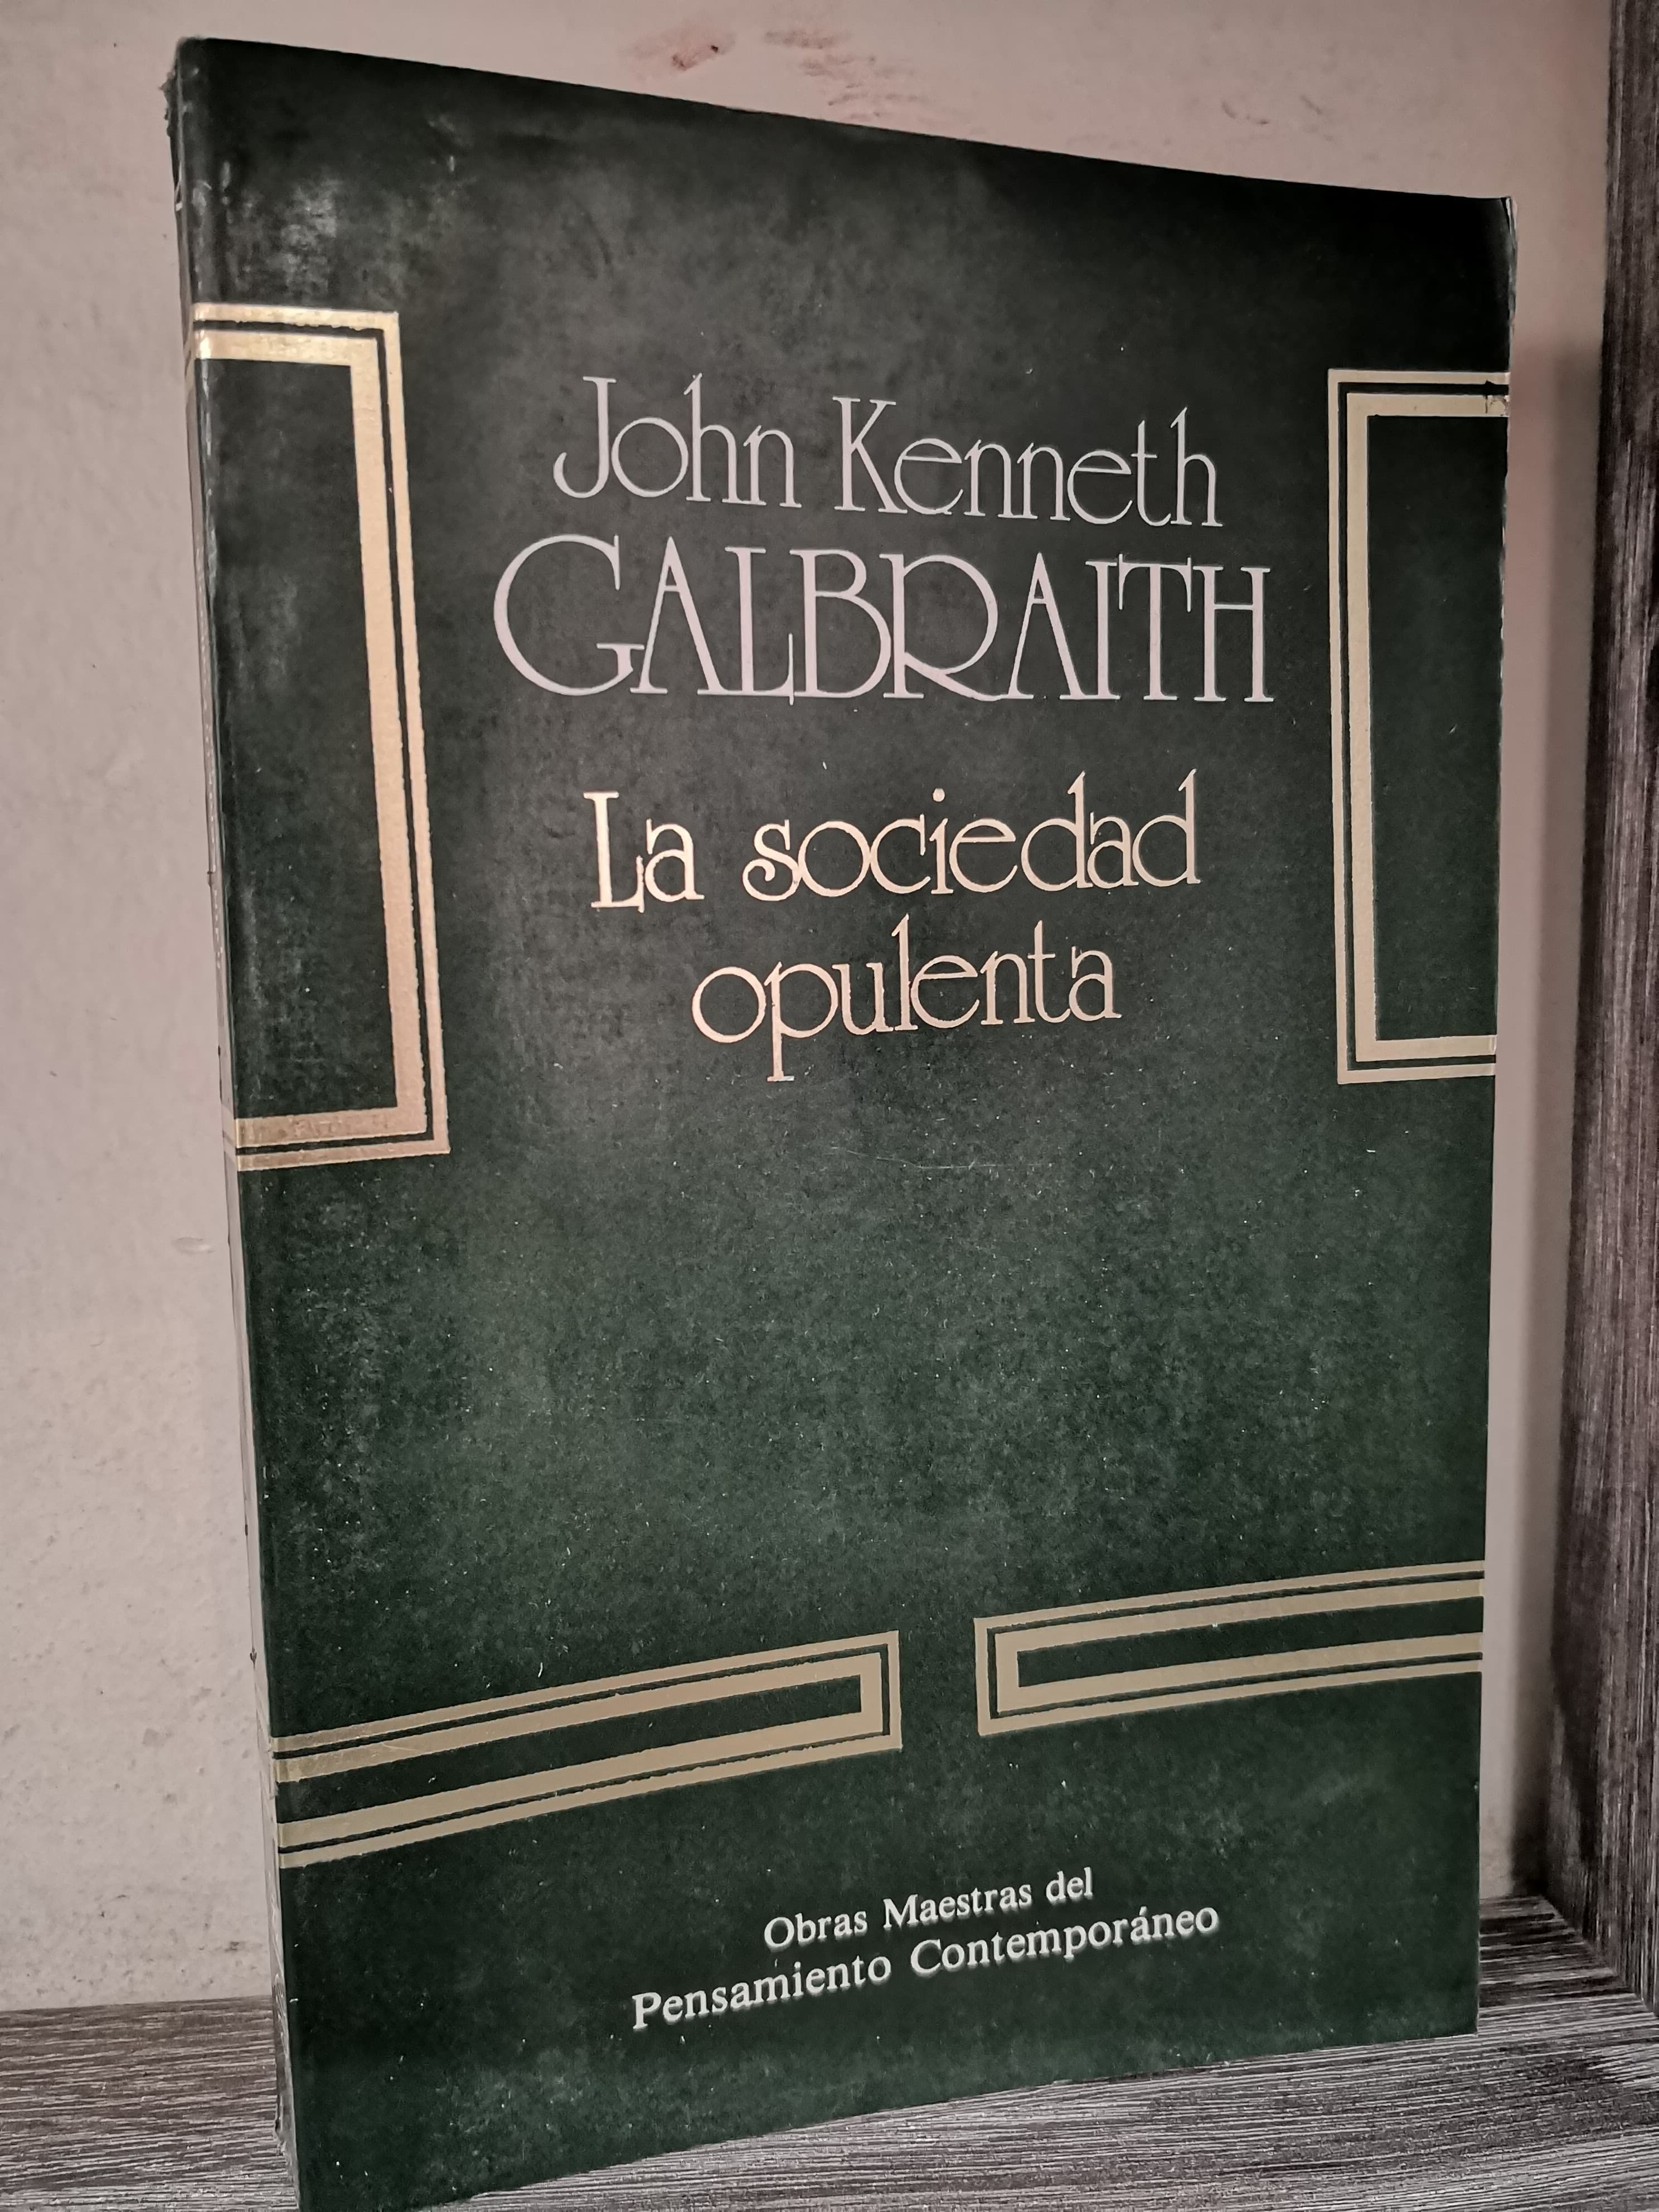 John Kenneth
GALBRAITH
La sociedad
opulenta
Obras Maestras del
Pensamiento Contemporáneo